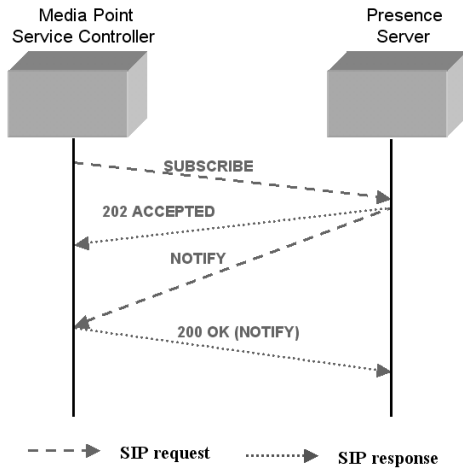 Media Point
Service Controller
Presence
Server
SUBSCRIBE
202 ACCEPTED
NOTIFY
200 OK (NOTIFY)
SIP request
SIP response